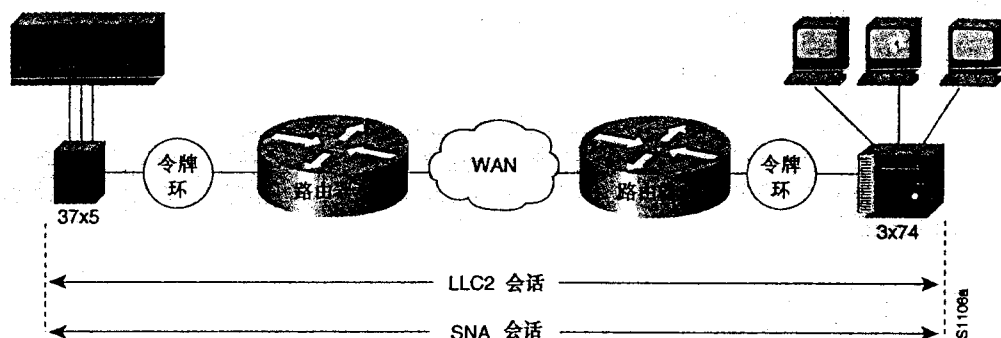 令牌
环
路由器
WAN
路由器
令牌
环
37x5
3x74
LLC2 会话
SNA 会话
S1108a